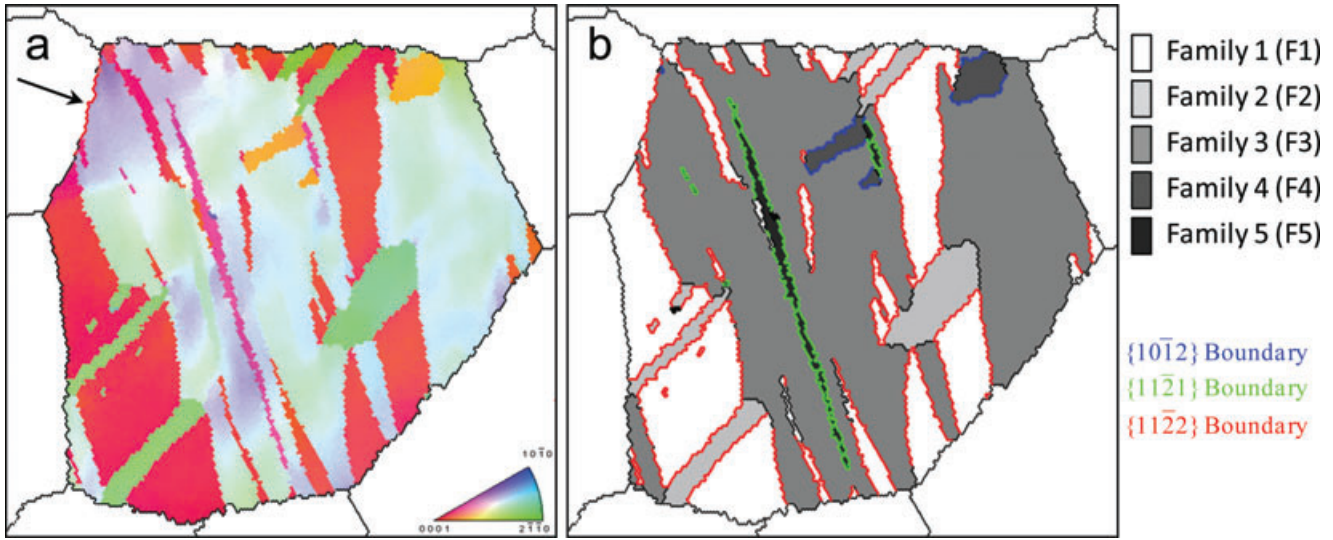 a
b
Family 1 (F1)
Family 2 (F2)
Family 3 (F3)
Family 4 (F4)
Family 5 (F5)
{101̅2} Boundary
{112̅1} Boundary
{112̅2} Boundary
101̅0
0001
21̅1̅0